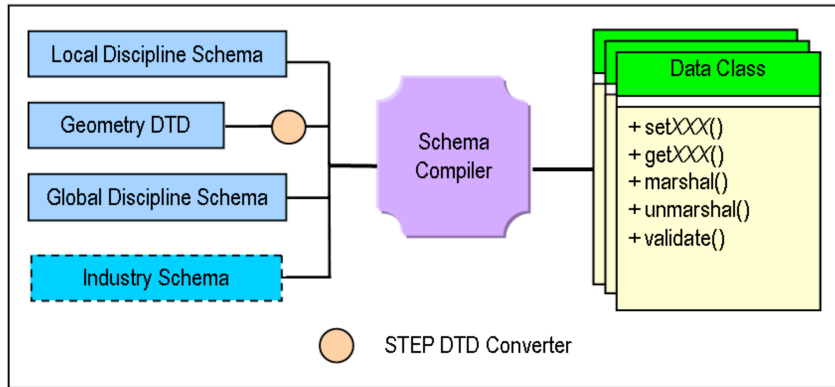 Local Discipline Schema
Geometry DTD
Global Discipline Schema
Industry Schema
Schema
Compiler
Data Class
+ setXXX()
+ getXXX()
+ marshal()
+ unmarshal()
+ validate()
STEP DTD Converter